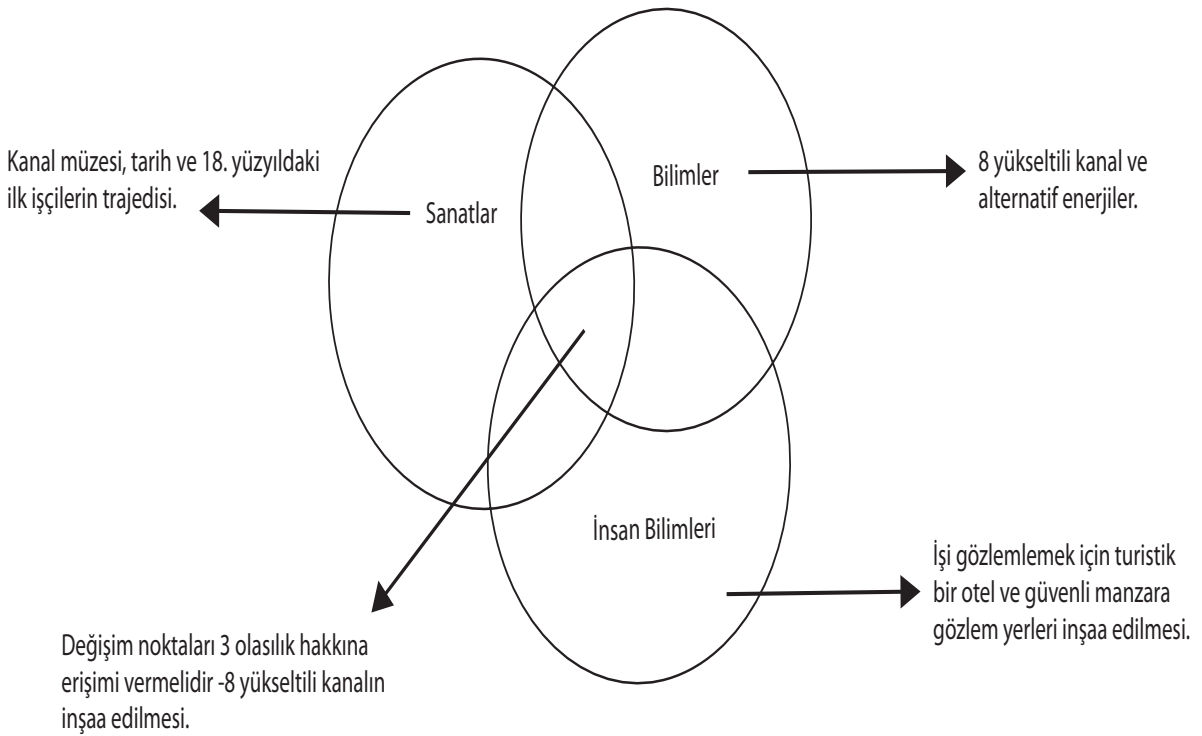 Kanal müzesi, tarih ve 18. yüzyıldaki
ilk işçilerin trajedisi.
Sanatlar
Bilimler
8 yükseltili kanal ve
alternatif enerjiler.
İnsan Bilimleri
İşi gözlemlemek için turistik
bir otel ve güvenli manzara
gözlem yerleri inşaa edilmesi.
Değişim noktaları 3 olasılık hakkına
erişimi vermelidir -8 yükseltili kanalın
inşaa edilmesi.